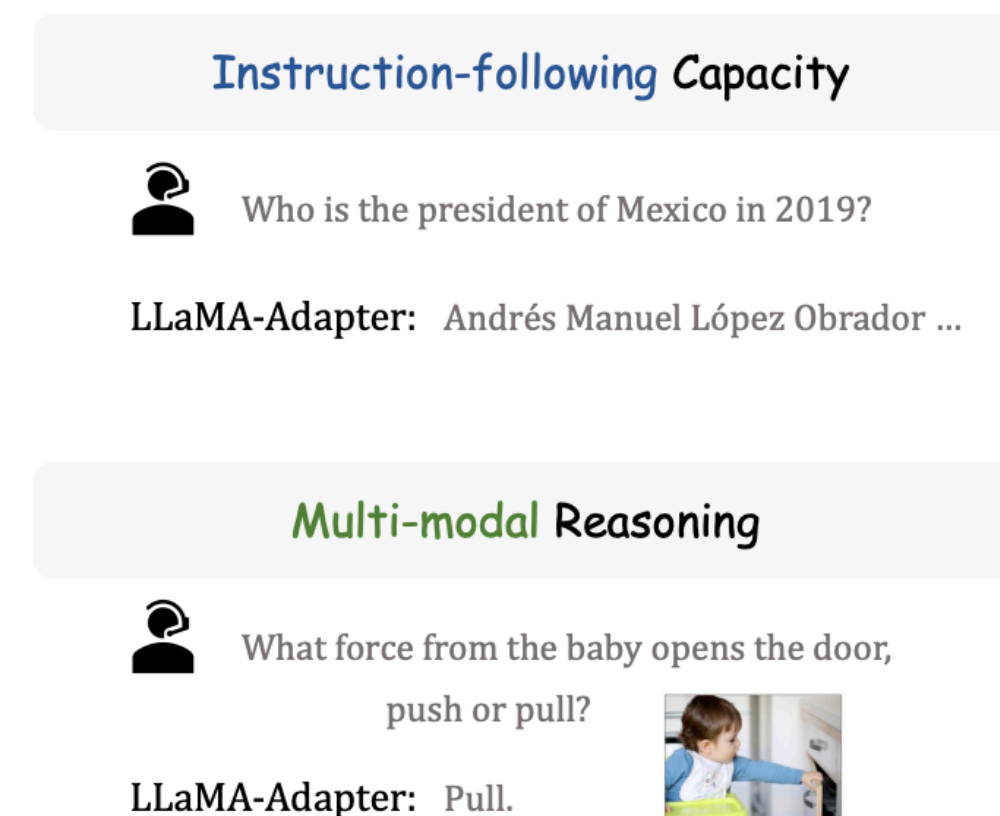 Instruction-following Capacity
Who is the president of Mexico in 2019?
LLaMA-Adapter: Andrés Manuel López Obrador ...
Multi-modal Reasoning
What force from the baby opens the door,
push or pull?
LLaMA-Adapter: Pull.